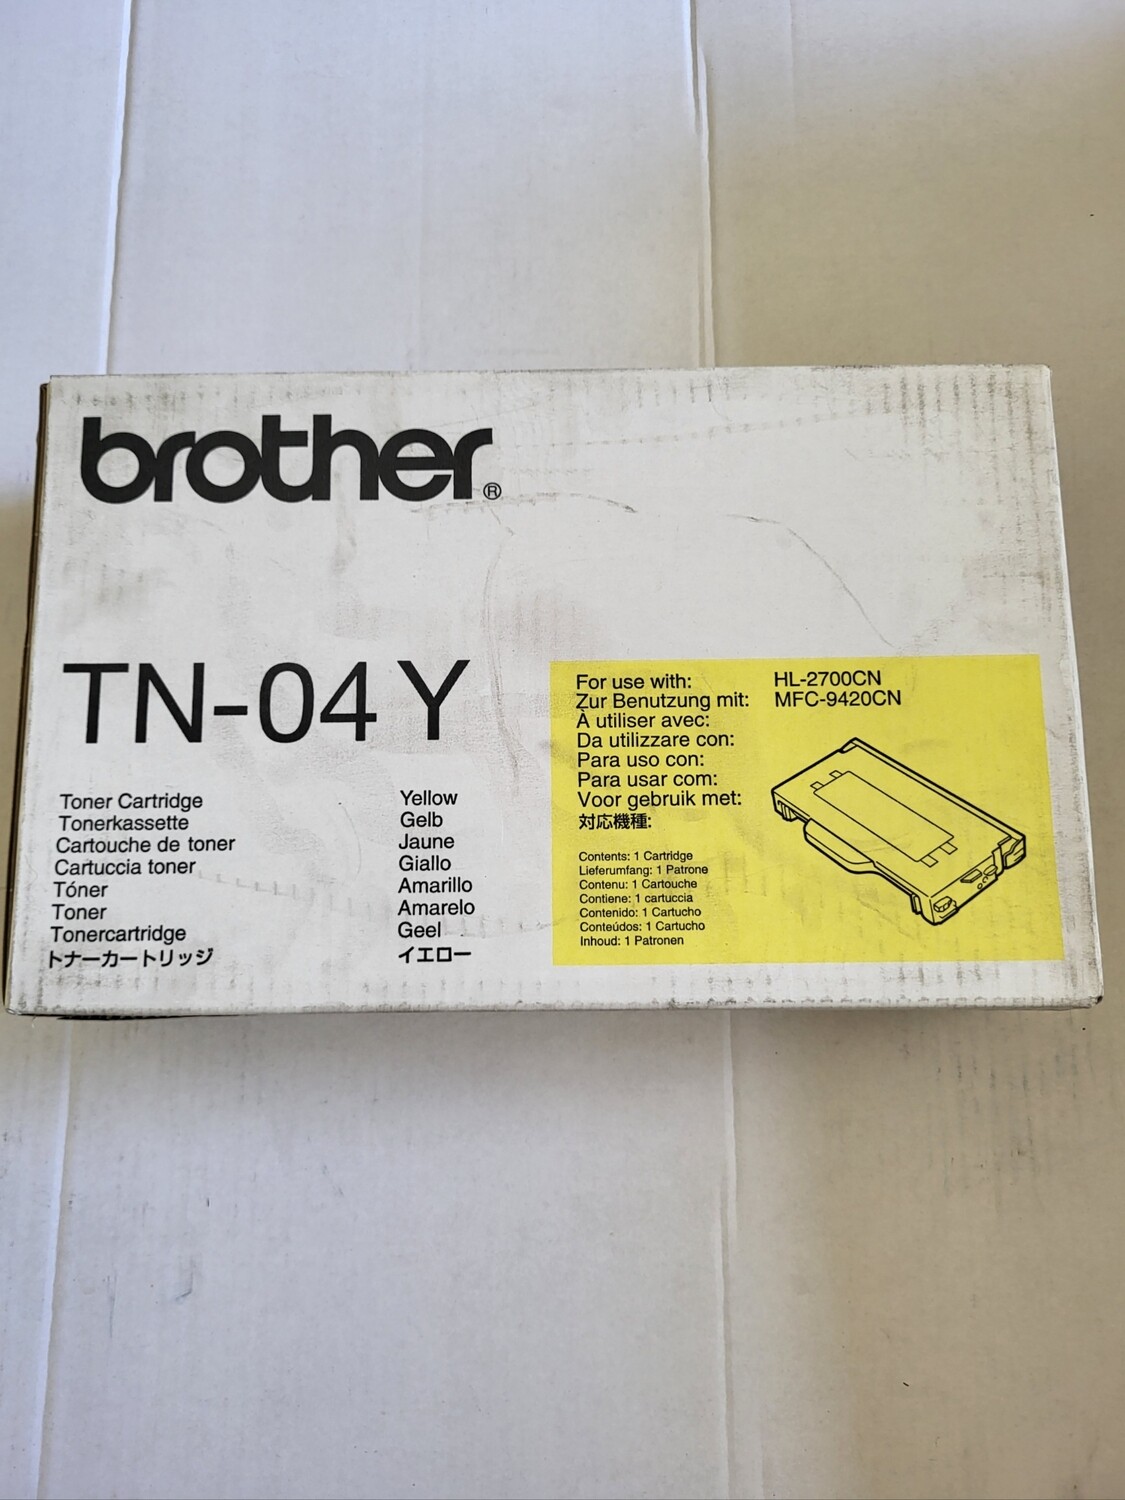 brother®
TN-04 Y
Toner Cartridge Yellow
Tonerkassette Gelb
Cartouche de toner Jaune
Cartuccia toner Giallo
Tóner Amarillo
Toner Amarelo
Tonercartridge Geel
トナーカートリッジ イエロー
For use with: HL-2700CN
Zur Benutzung mit: MFC-9420CN
À utiliser avec:
Da utilizzare con:
Para uso con:
Para usar com:
Voor gebruik met:
対応機種:
Contents: 1 Cartridge
Lieferumfang: 1 Patrone
Contenu: 1 Cartouche
Contiene: 1 cartuccia
Contenido: 1 Cartucho
Conteúdos: 1 Cartucho
Inhoud: 1 Patronen